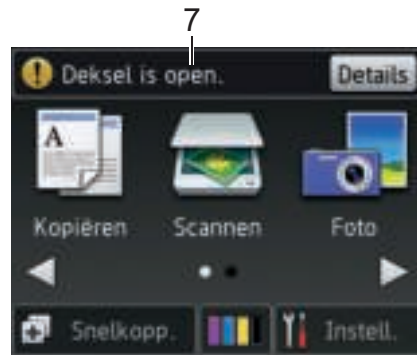 7
Deksel is open. Details
Kopiëren Scannen Foto
Snelkopp. Instell.